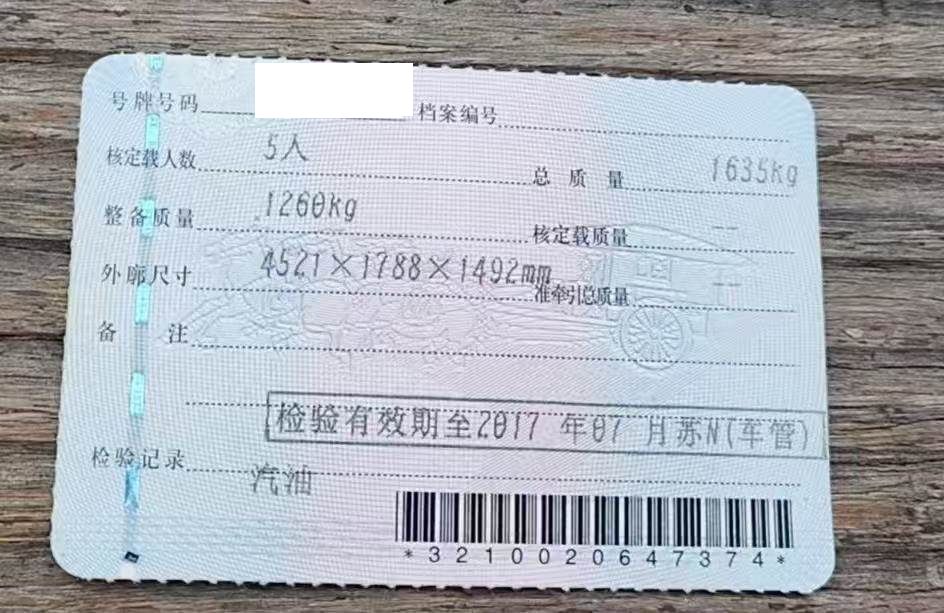 号牌号码 档案编号
核定载人数 5人 总质量 1635kg
整备质量 1260kg 核定载质量 --
外廓尺寸 4521×1788×1492mm 准牵引总质量 --
备注
检验有效期至2017 年07 月苏N(车管)
检验记录 汽油
*3210020647374*